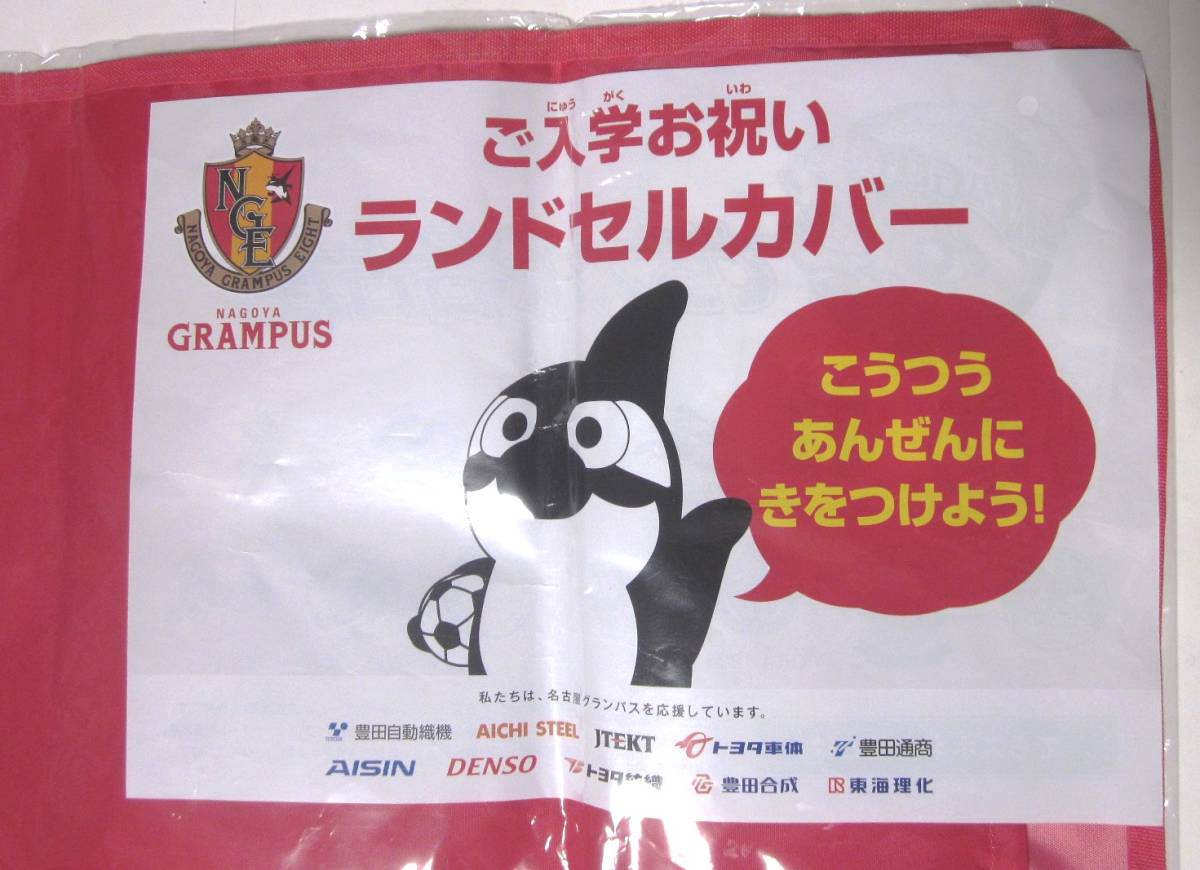 にゅう がく いわ
ご入学お祝い
ランドセルカバー
NGE
NAGOYA GRAMPUS EIGHT
NAGOYA
GRAMPUS
こうつう
あんぜんに
きをつけよう!
私たちは、名古屋グランパスを応援しています。
TOYOTA 豊田自動織機 AICHI STEEL JTEKT トヨタ車体 豊田通商
AISIN DENSO トヨタ紡織 豊田合成 東海理化